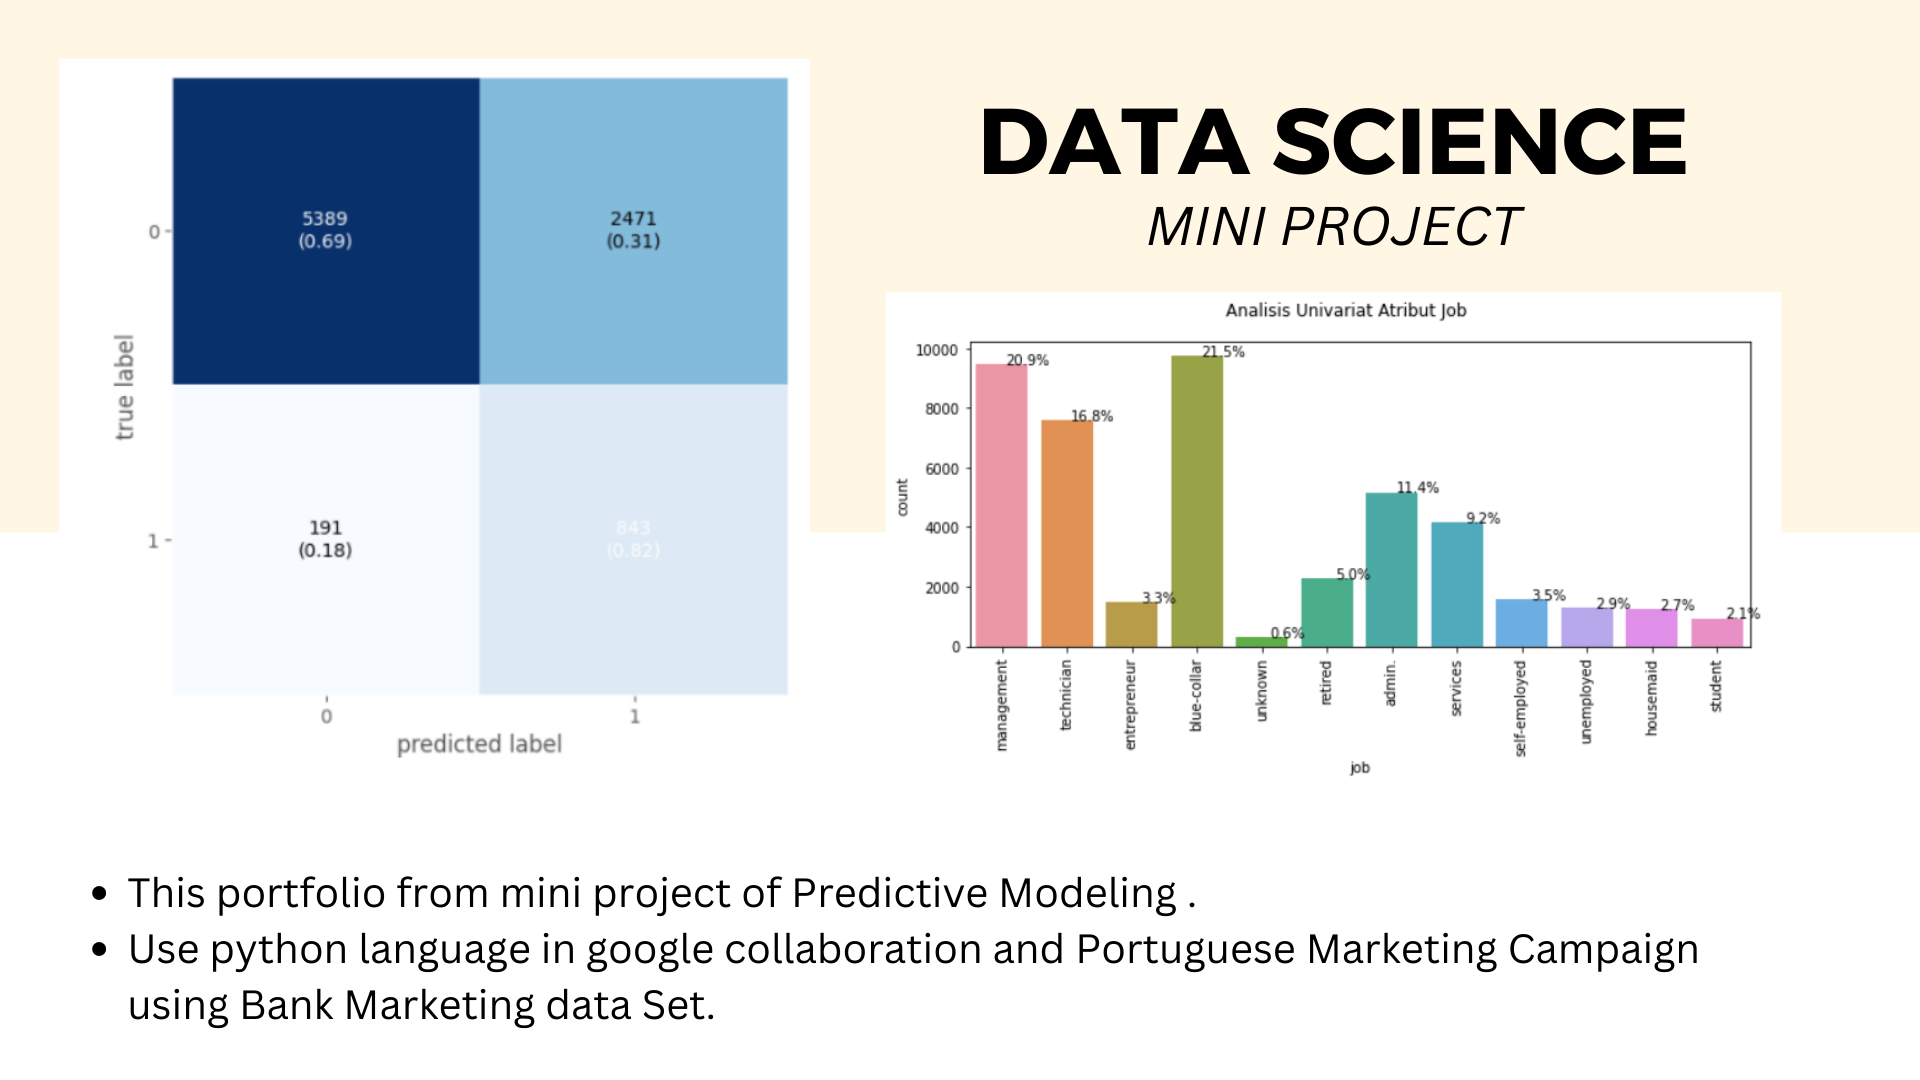 DATA SCIENCE
MINI PROJECT
5389
(0.69)
2471
(0.31)
191
(0.18)
843
(0.82)
0
1
true label
0
1
predicted label
Analisis Univariat Atribut Job
10000
8000
6000
4000
2000
0
count
20.9%
16.8%
3.3%
21.5%
0.6%
5.0%
11.4%
9.2%
3.5%
2.9%
2.7%
2.1%
management
technician
entrepreneur
blue-collar
unknown
retired
admin.
services
self-employed
unemployed
housemaid
student
job
• This portfolio from mini project of Predictive Modeling .
• Use python language in google collaboration and Portuguese Marketing Campaign
using Bank Marketing data Set.